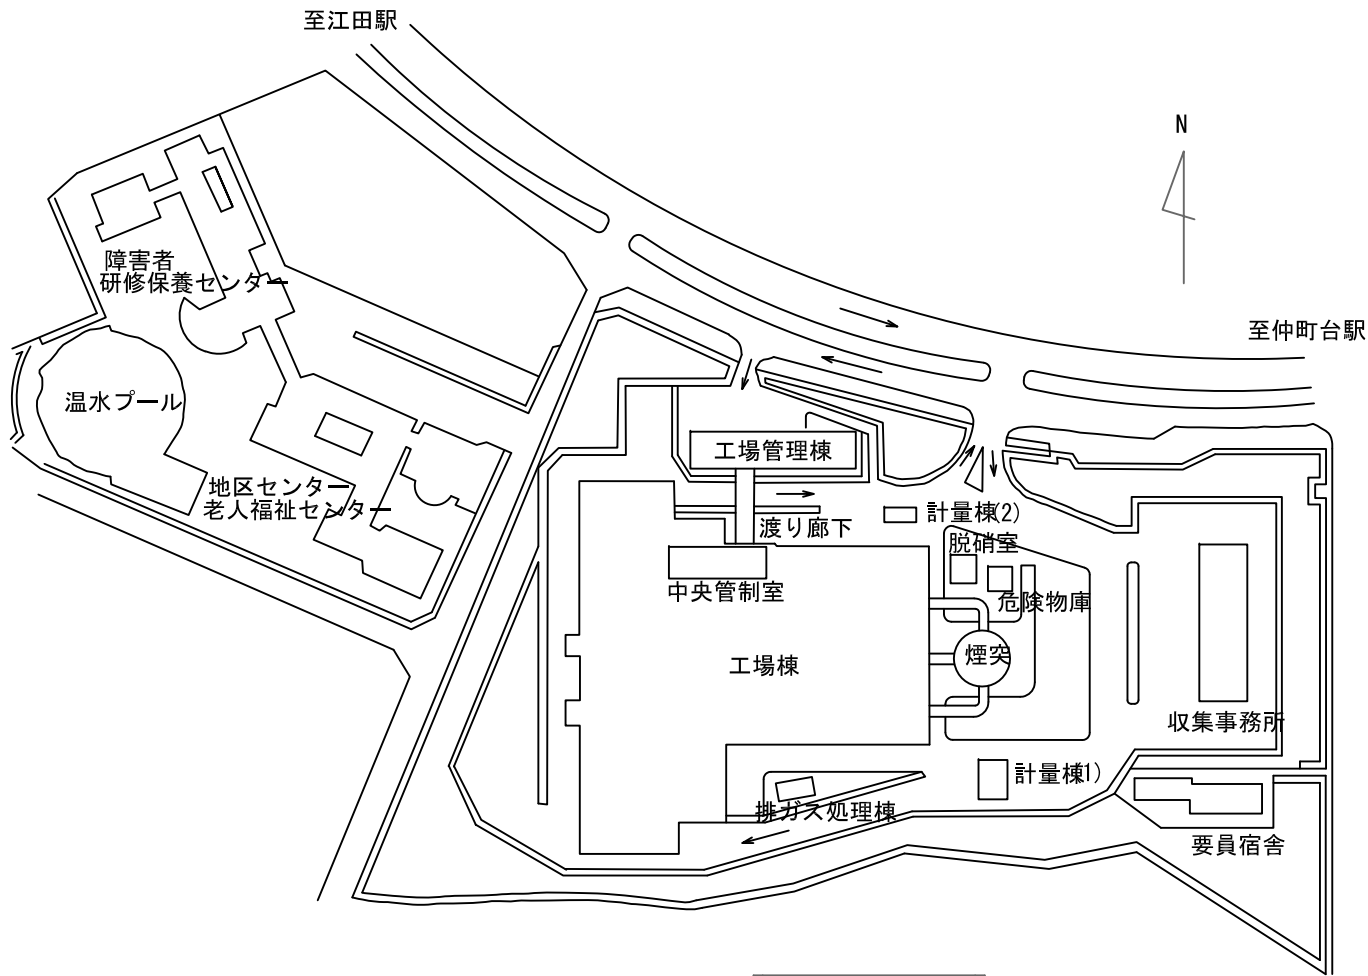 至江田駅
N
障害者
研修保養センター
至仲町台駅
温水プール
工場管理棟
地区センター
老人福祉センター
渡り廊下
計量棟(2)
脱硝室
中央管制室
危険物庫
煙突
工場棟
収集事務所
計量棟(1)
排ガス処理棟
要員宿舎